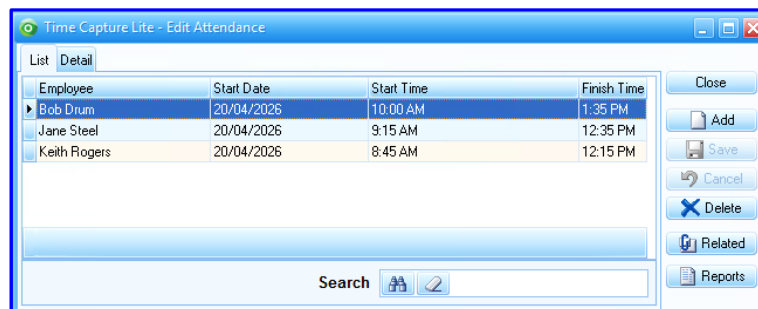 Time Capture Lite - Edit Attendance
List Detail
Employee Start Date Start Time Finish Time
Bob Drum 20/04/2026 10:00 AM 1:35 PM
Jane Steel 20/04/2026 9:15 AM 12:35 PM
Keith Rogers 20/04/2026 8:45 AM 12:15 PM
Close
Add
Save
Cancel
Delete
Related
Reports
Search